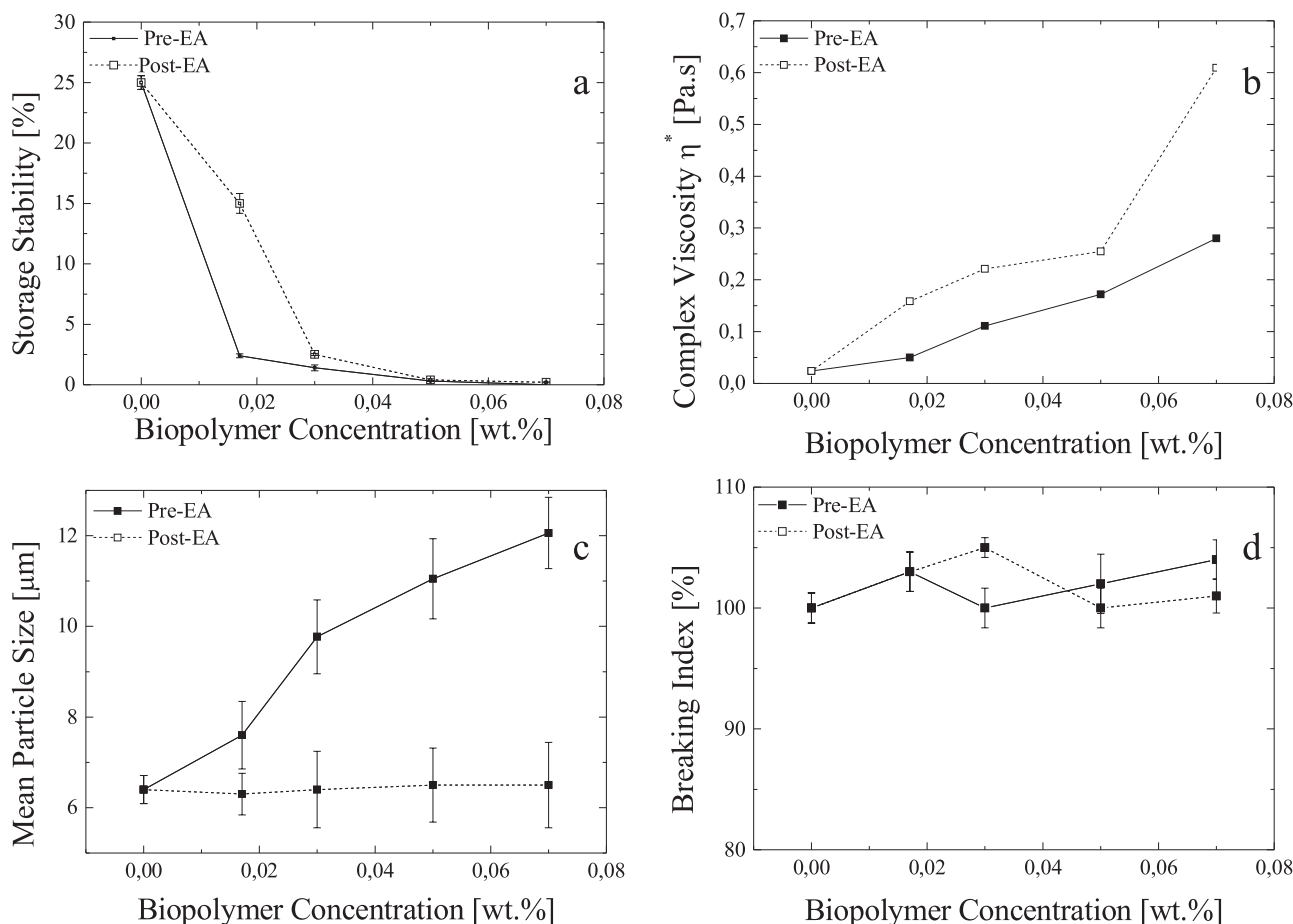 30
25
20
15
10
5
0
Storage Stability [%]
Pre-EA
Post-EA
a
0,00
0,02
0,04
0,06
0,08
Biopolymer Concentration [wt.%]
0,7
0,6
0,5
0,4
0,3
0,2
0,1
0,0
Complex Viscosity η* [Pa.s]
Pre-EA
Post-EA
b
0,00
0,02
0,04
0,06
0,08
Biopolymer Concentration [wt.%]
12
10
8
6
Mean Particle Size [μm]
Pre-EA
Post-EA
c
0,00
0,02
0,04
0,06
0,08
Biopolymer Concentration [wt.%]
110
100
90
80
Breaking Index [%]
Pre-EA
Post-EA
d
0,00
0,02
0,04
0,06
0,08
Biopolymer Concentration [wt.%]